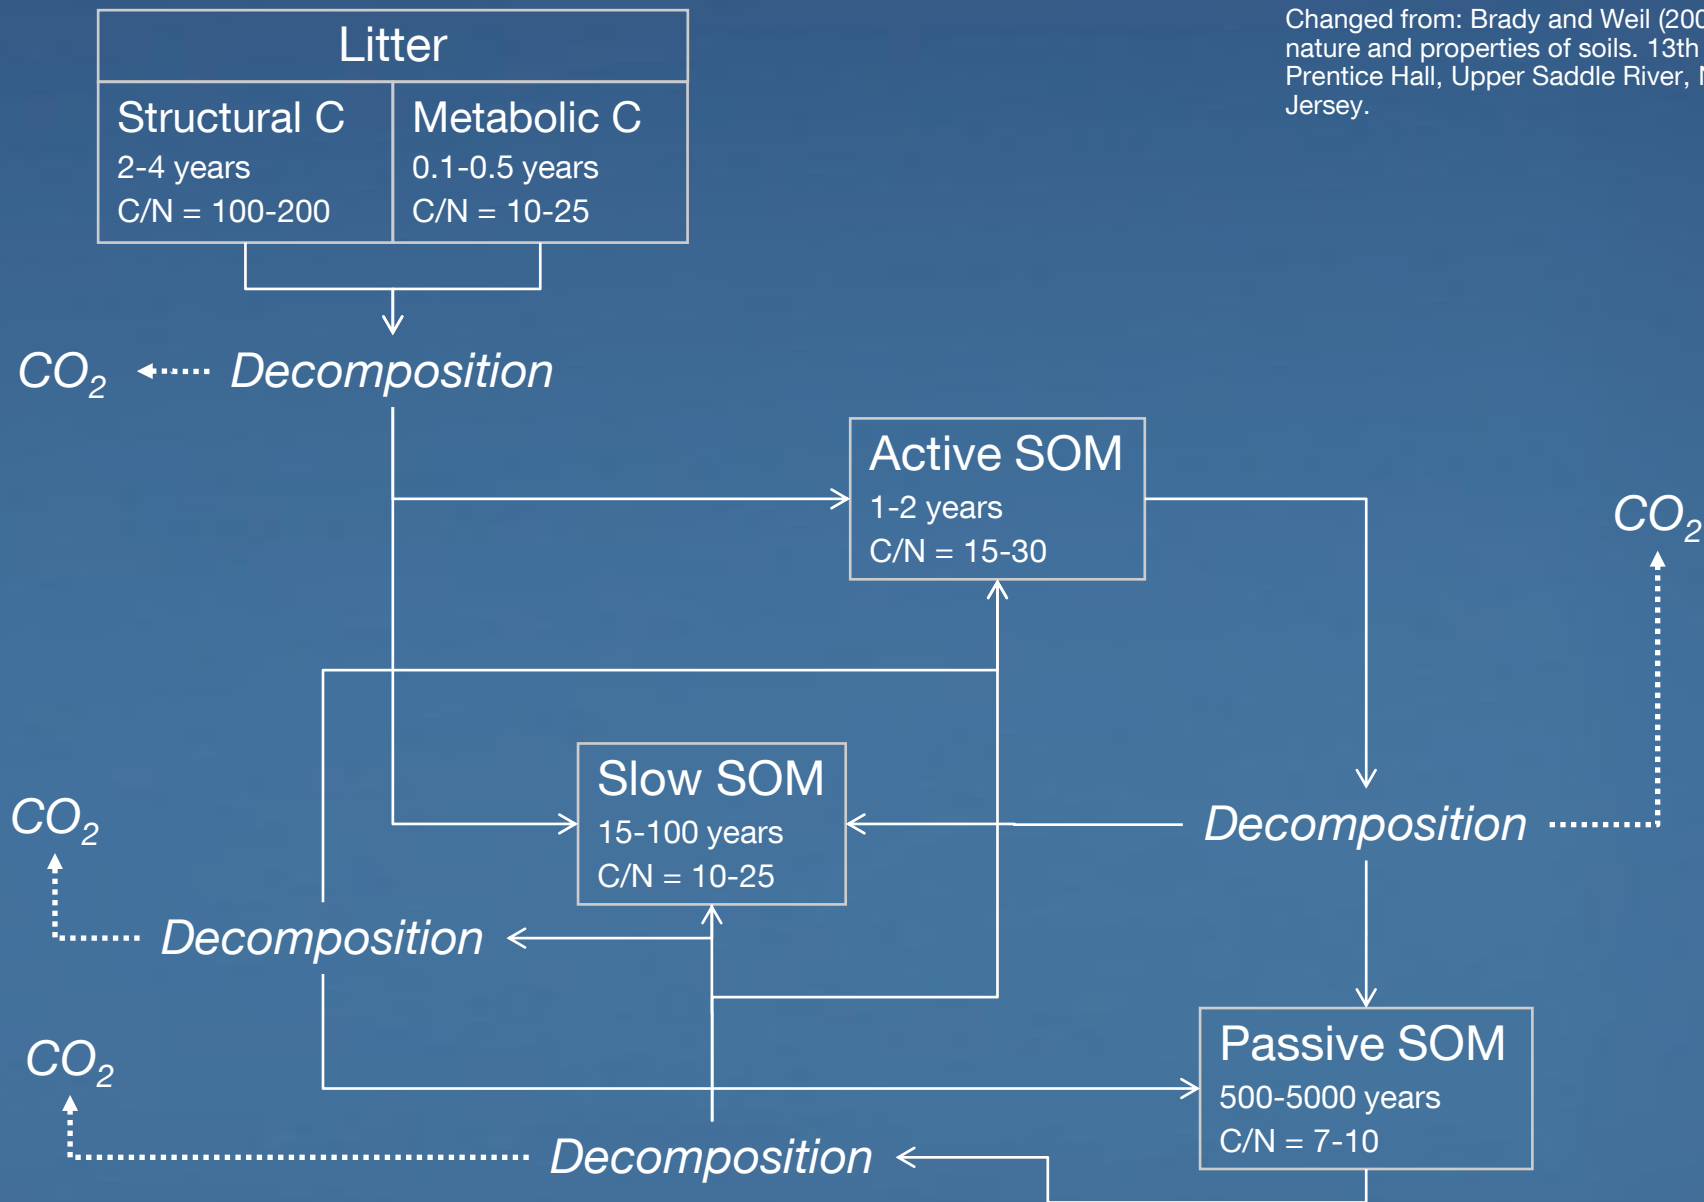 Litter
Structural C
2-4 years
C/N = 100-200
Metabolic C
0.1-0.5 years
C/N = 10-25
Changed from: Brady and Weil
nature and properties of soils. 13th
Prentice Hall, Upper Saddle River,
Jersey.
CO₂
Decomposition
Active SOM
1-2 years
C/N = 15-30
CO₂
Slow SOM
15-100 years
C/N = 10-25
Decomposition
CO₂
Decomposition
Passive SOM
500-5000 years
C/N = 7-10
CO₂
Decomposition